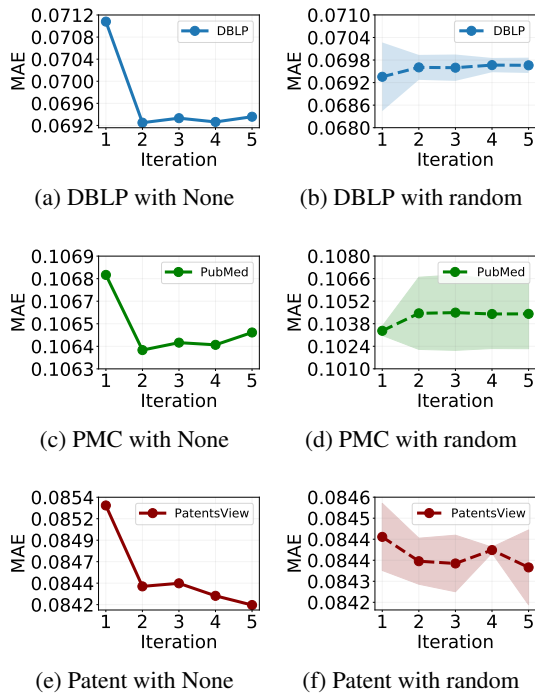 0.0712
0.0708
0.0704
0.0700
0.0696
0.0692
MAE
DBLP
1 2 3 4 5
Iteration
(a) DBLP with None
0.0710
0.0704
0.0698
0.0692
0.0686
0.0680
MAE
DBLP
1 2 3 4 5
Iteration
(b) DBLP with random
0.1069
0.1068
0.1067
0.1065
0.1064
0.1063
MAE
PubMed
1 2 3 4 5
Iteration
(c) PMC with None
0.1080
0.1066
0.1052
0.1038
0.1024
0.1010
MAE
PubMed
1 2 3 4 5
Iteration
(d) PMC with random
0.0854
0.0852
0.0849
0.0847
0.0844
0.0842
MAE
PatentsView
1 2 3 4 5
Iteration
(e) Patent with None
0.0846
0.0845
0.0844
0.0844
0.0843
0.0842
MAE
PatentsView
1 2 3 4 5
Iteration
(f) Patent with random